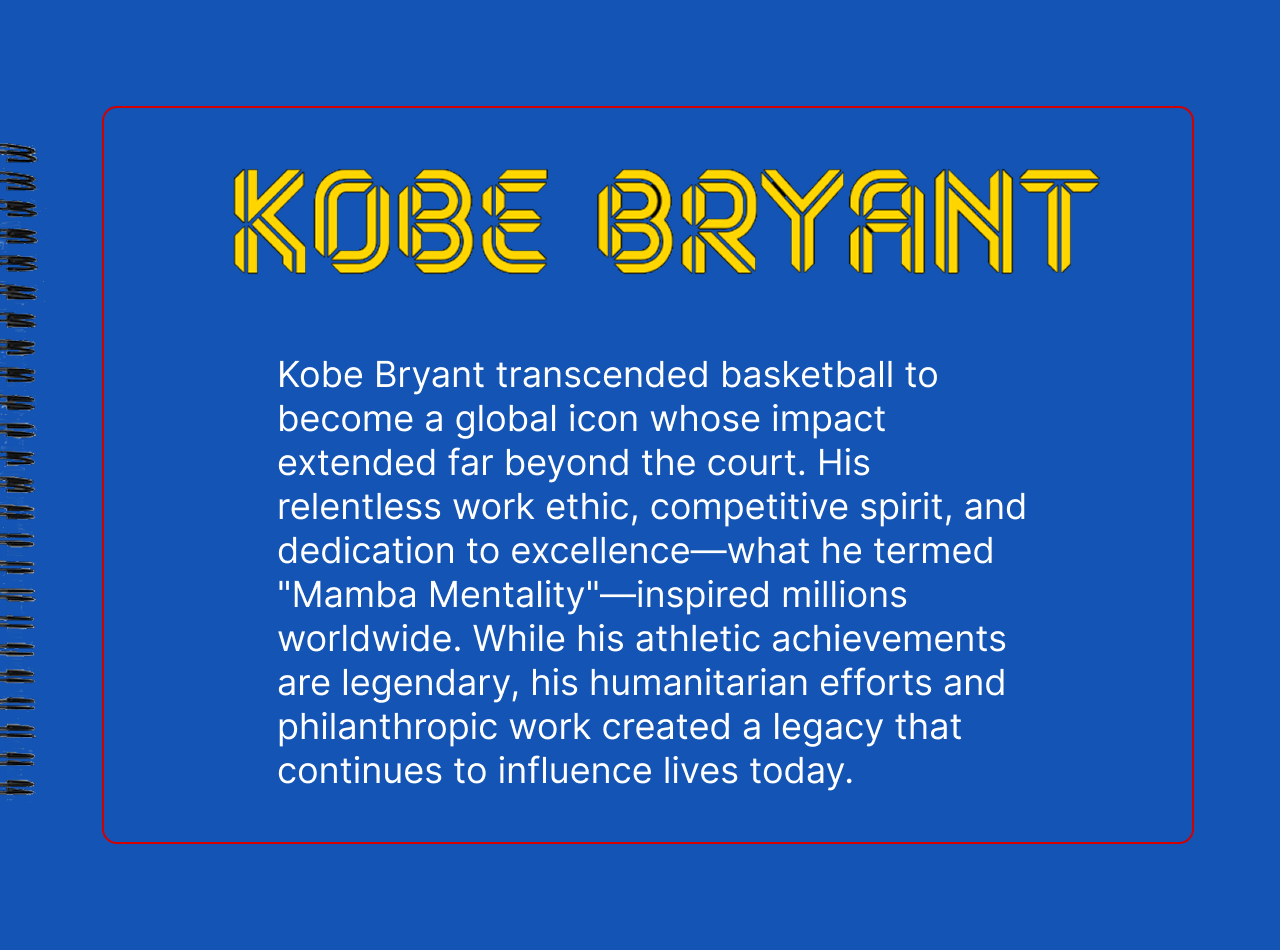 KOBE BRYANT
Kobe Bryant transcended basketball to
become a global icon whose impact
extended far beyond the court. His
relentless work ethic, competitive spirit, and
dedication to excellence—what he termed
"Mamba Mentality"—inspired millions
worldwide. While his athletic achievements
are legendary, his humanitarian efforts and
philanthropic work created a legacy that
continues to influence lives today.